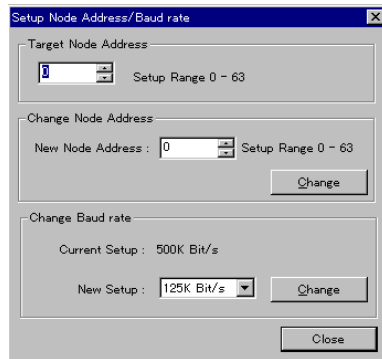 Setup Node Address/Baud rate
Target Node Address
0 Setup Range 0 - 63
Change Node Address
New Node Address : 0 Setup Range 0 - 63
Change
Change Baud rate
Current Setup : 500K Bit/s
New Setup : 125K Bit/s Change
Close